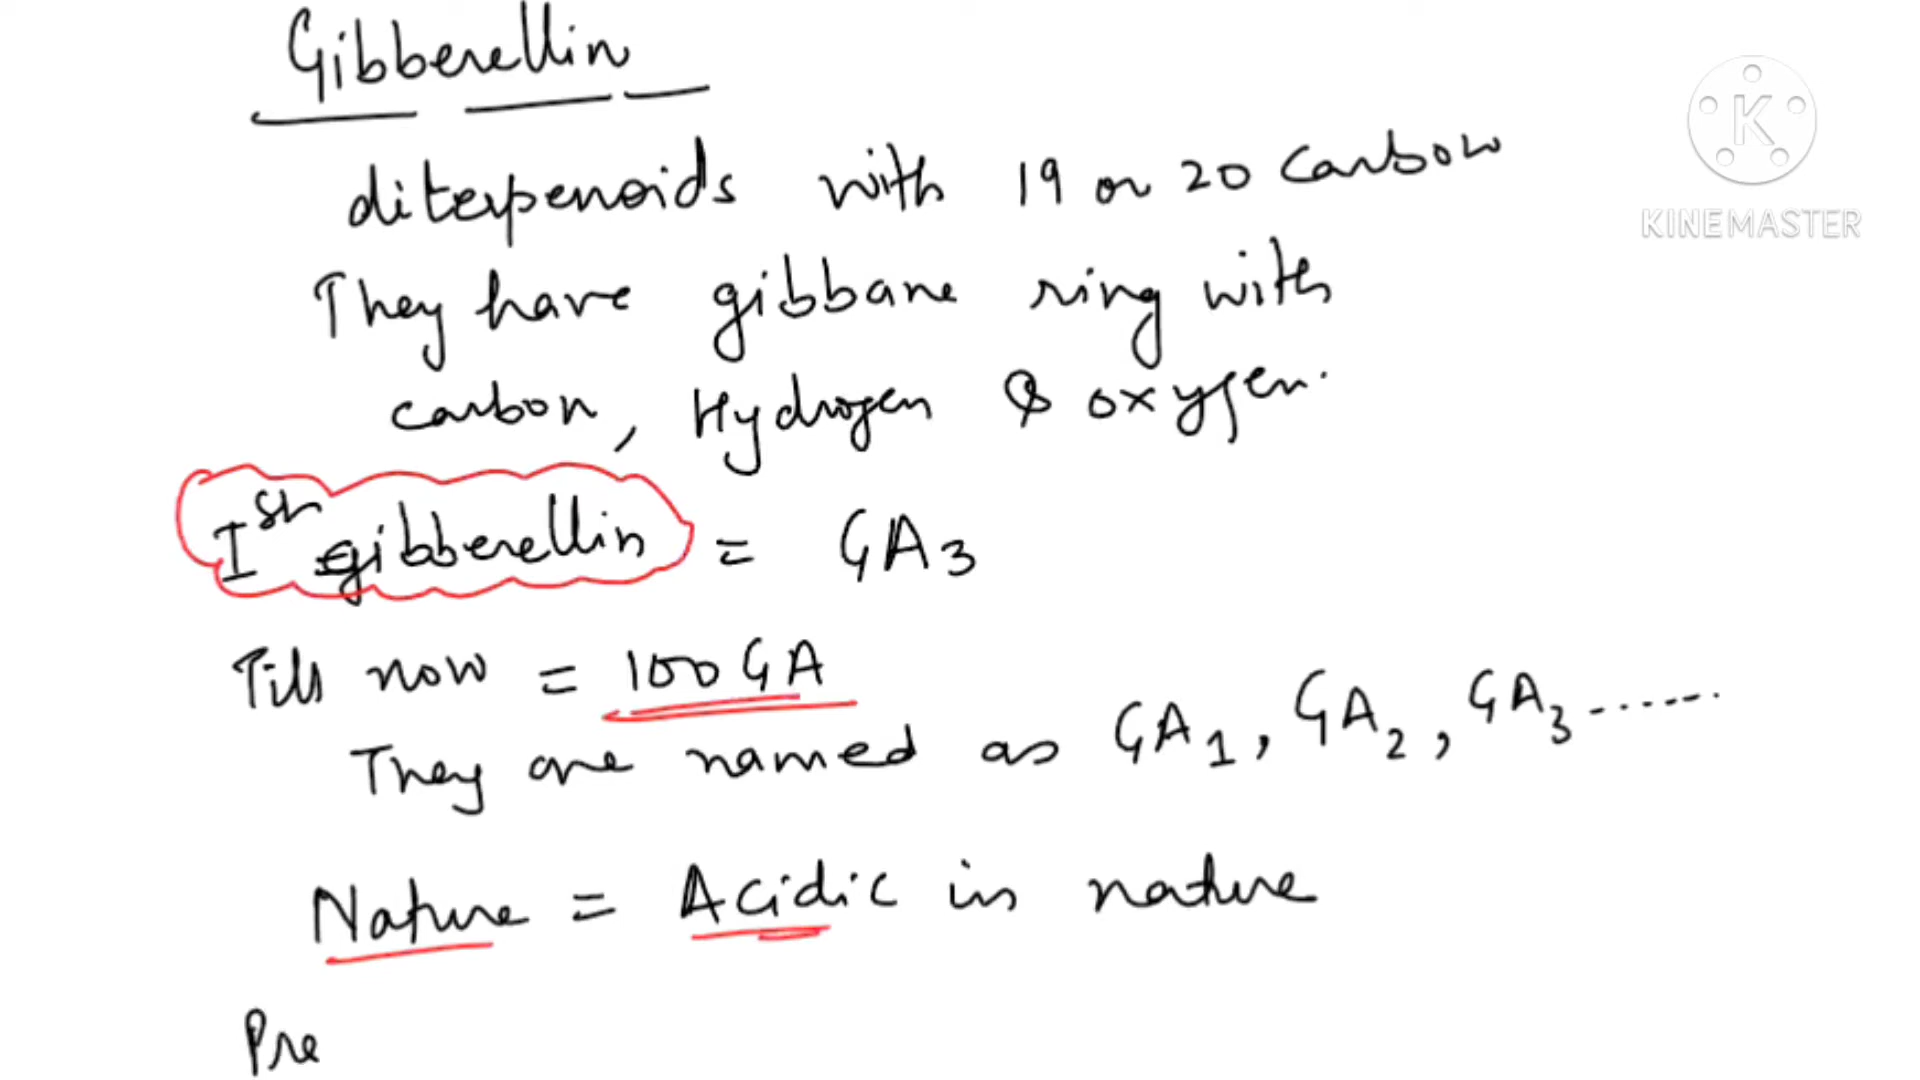 Gibberellin
diterpenoids with 19 or 20 carbon
They have gibbane ring with
carbon, Hydrogen & oxygen.
Ist gibberellin = GA3
Till now = 100 GA
They are named as GA1, GA2, GA3.......
Nature = Acidic in nature
Pre
K
KINEMASTER